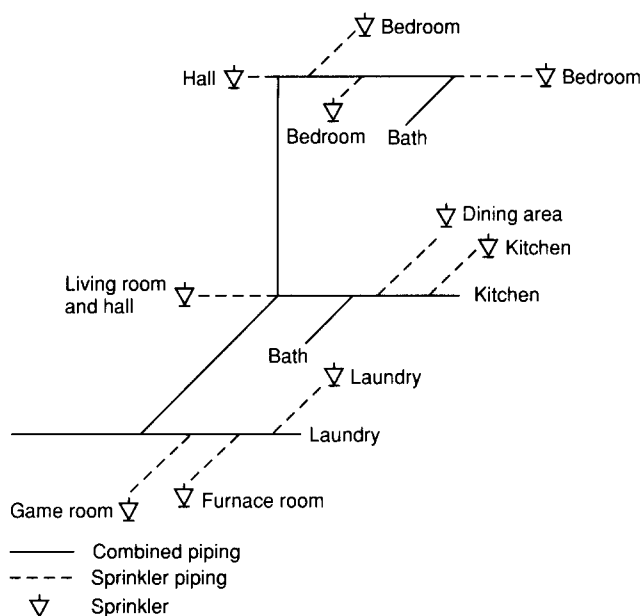 Bedroom
Hall
Bedroom
Bedroom
Bath
Dining area
Kitchen
Living room
and hall
Kitchen
Bath
Laundry
Laundry
Game room
Furnace room
Combined piping
Sprinkler piping
Sprinkler